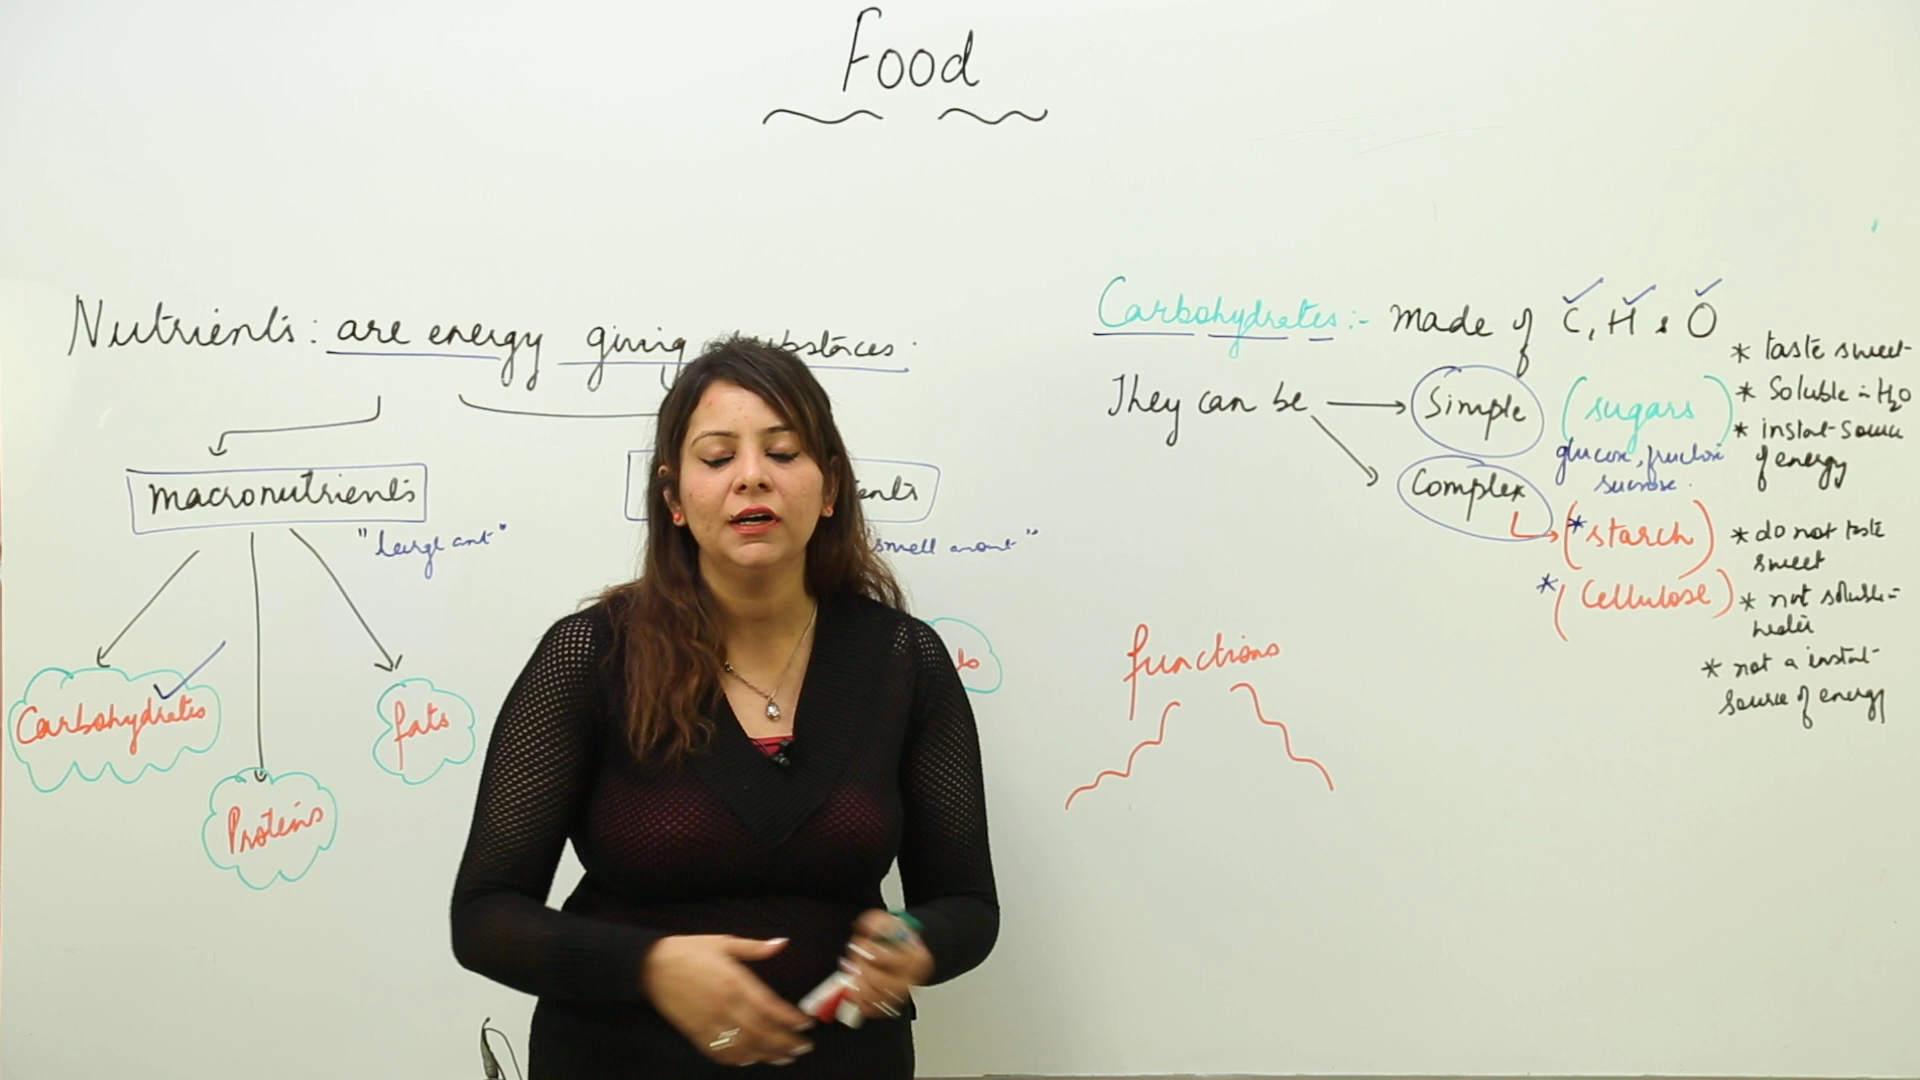 Food
Nutrients: are energy giving substances.
macronutrients
"large amt"
Carbohydrates
Proteins
fats
Carbohydrates:- made of C, H & O
They can be
Simple (sugars)
glucose, fructose
sucrose.
Complex
* (starch)
* (Cellulose)
* taste sweet
* Soluble in H2O
* instant source
of energy
* do not taste
sweet
* not soluble in
water
* not a instant
source of energy
functions